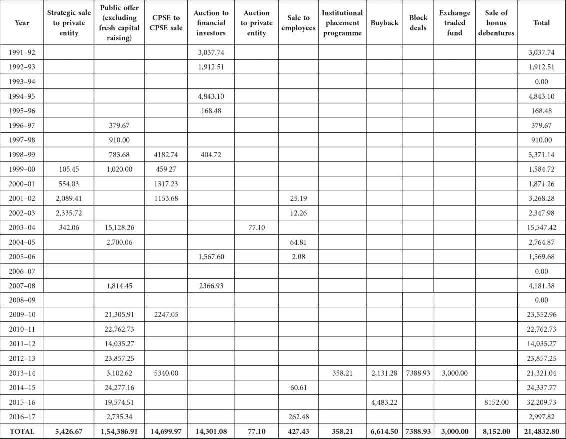 Year Strategic sale to private entity Public offer (excluding fresh capital raising) CPSE to CPSE sale Auction to financial investors Auction to private entity Sale to employees Institutional placement programme Buyback Block deals Exchange traded fund Sale of bonus debentures Total
1991–92 3,037.74 3,037.74
1992–93 1,912.51 1,912.51
1993–94 0.00
1994–95 4,843.10 4,843.10
1995–96 168.48 168.48
1996–97 379.67 379.67
1997–98 910.00 910.00
1998–99 783.68 4182.74 404.72 5,371.14
1999–00 105.45 1,020.00 459.27 1,584.72
2000–01 554.03 1317.23 1,871.26
2001–02 2,089.41 1153.68 25.19 3,268.28
2002–03 2,335.72 12.26 2,347.98
2003–04 342.06 15,128.26 77.10 15,547.42
2004–05 2,700.06 64.81 2,764.87
2005–06 1,567.60 2.08 1,569.68
2006–07 0.00
2007–08 1,814.45 2366.93 4,181.38
2008–09 0.00
2009–10 21,305.91 2247.05 23,552.96
2010–11 22,762.73 22,762.73
2011–12 14,035.27 14,035.27
2012–13 23,857.25 23,857.25
2013–14 3,102.62 5340.00 358.21 2,131.28 7388.93 3,000.00 21,321.04
2014–15 24,277.16 60.61 24,337.77
2015–16 19,574.51 4,483.22 8152.00 32,209.73
2016–17 2,735.34 262.48 2,997.82
TOTAL 5,426.67 1,54,386.91 14,699.97 14,301.08 77.10 427.43 358.21 6,614.50 7388.93 3,000.00 8,152.00 21,4832.80